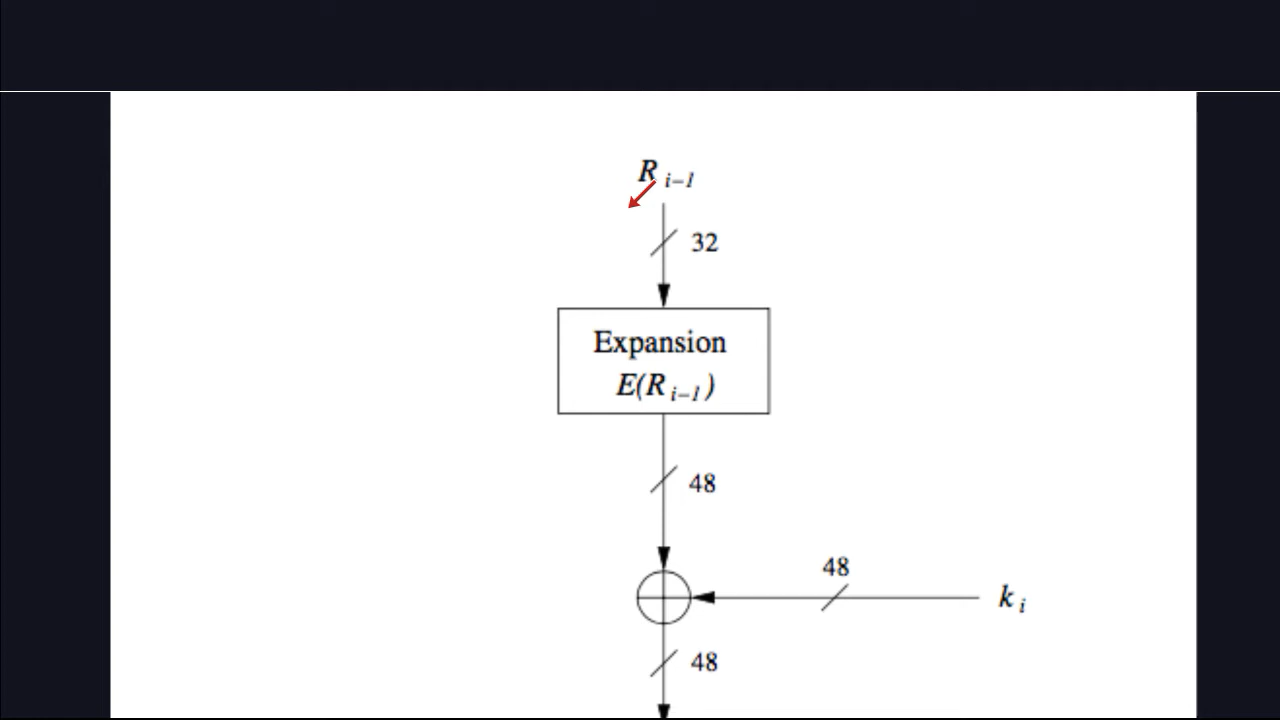 R i–1
32
Expansion
E(R i–1)
48
48
k i
48